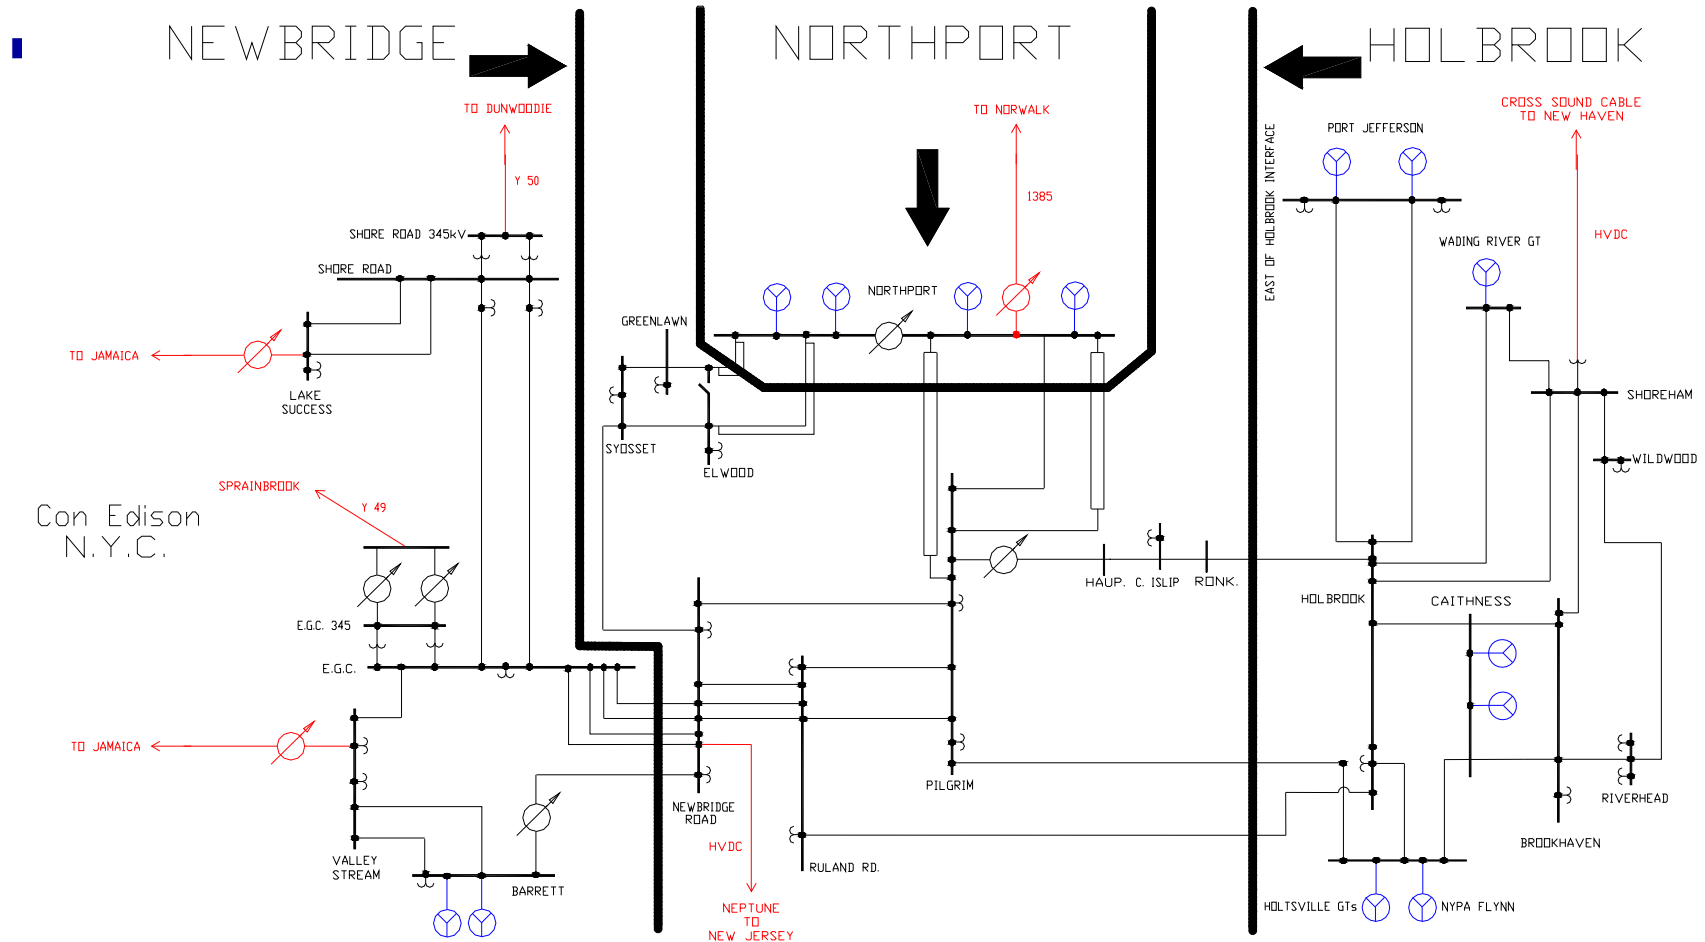 NEWBRIDGE
NORTHPORT
HOLBROOK
TO DUNWOODIE
TO NORWALK
CROSS SOUND CABLE
TO NEW HAVEN
EAST OF HOLBROOK INTERFACE
PORT JEFFERSON
Y 50
1385
SHORE ROAD 345kV
HVDC
WADING RIVER GT
SHORE ROAD
NORTHPORT
GREENLAWN
TO JAMAICA
LAKE
SUCCESS
SHOREHAM
SYOSSET
ELWOOD
WILDWOOD
SPRAINBROOK
Y 49
Con Edison
N.Y.C.
HAUP.
C. ISLIP
RONK.
HOLBROOK
CAITHNESS
E.G.C. 345
E.G.C.
TO JAMAICA
PILGRIM
NEWBRIDGE
ROAD
RIVERHEAD
BROOKHAVEN
HVDC
VALLEY
STREAM
RULAND RD.
BARRETT
NEPTUNE
TO
NEW JERSEY
HOLTSVILLE GTs
NYPA FLYNN